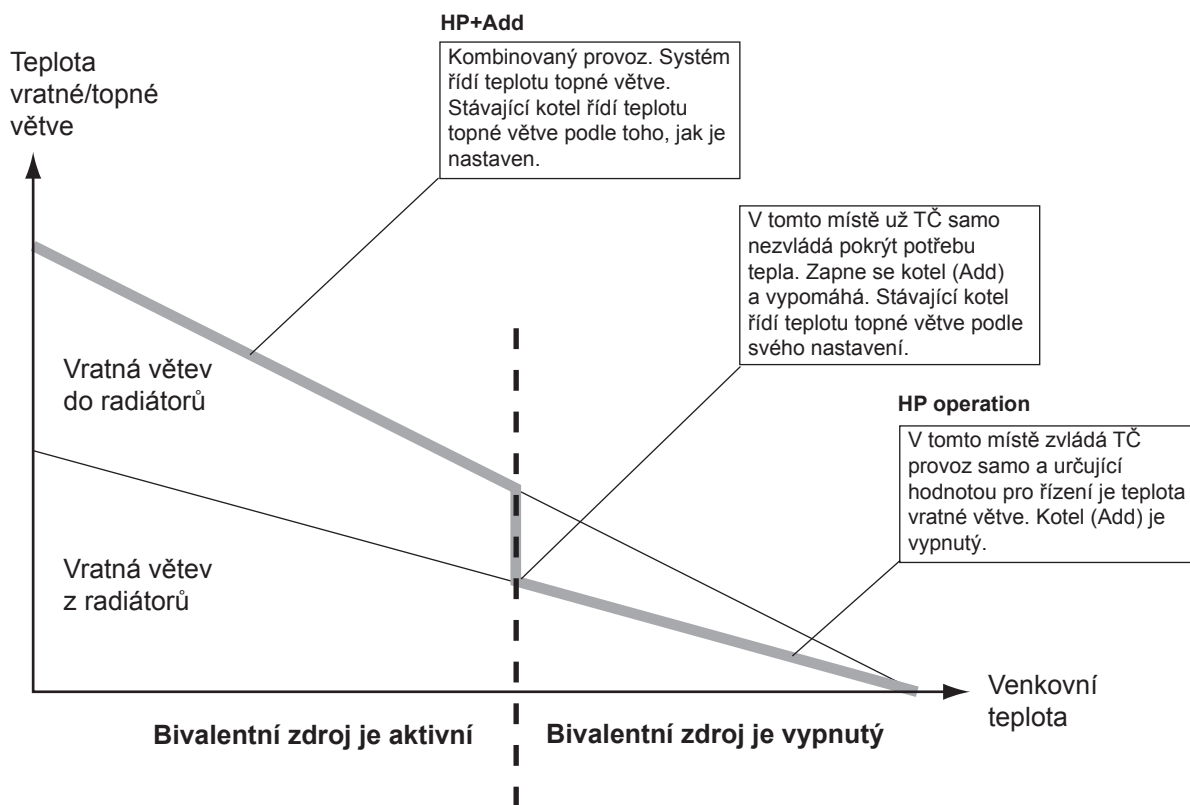 HP+Add
Kombinovaný provoz. Systém
řídí teplotu topné větve.
Stávající kotel řídí teplotu
topné větve podle toho, jak je
nastaven.
Teplota
vratné/topné
větve
V tomto místě už TČ samo
nezvládá pokrýt potřebu
tepla. Zapne se kotel (Add)
a vypomáhá. Stávající kotel
řídí teplotu topné větve podle
svého nastavení.
Vratná větev
do radiátorů
HP operation
V tomto místě zvládá TČ
provoz samo a určující
hodnotou pro řízení je teplota
vratné větve. Kotel (Add) je
vypnutý.
Vratná větev
z radiátorů
Venkovní
teplota
Bivalentní zdroj je aktivní
Bivalentní zdroj je vypnutý